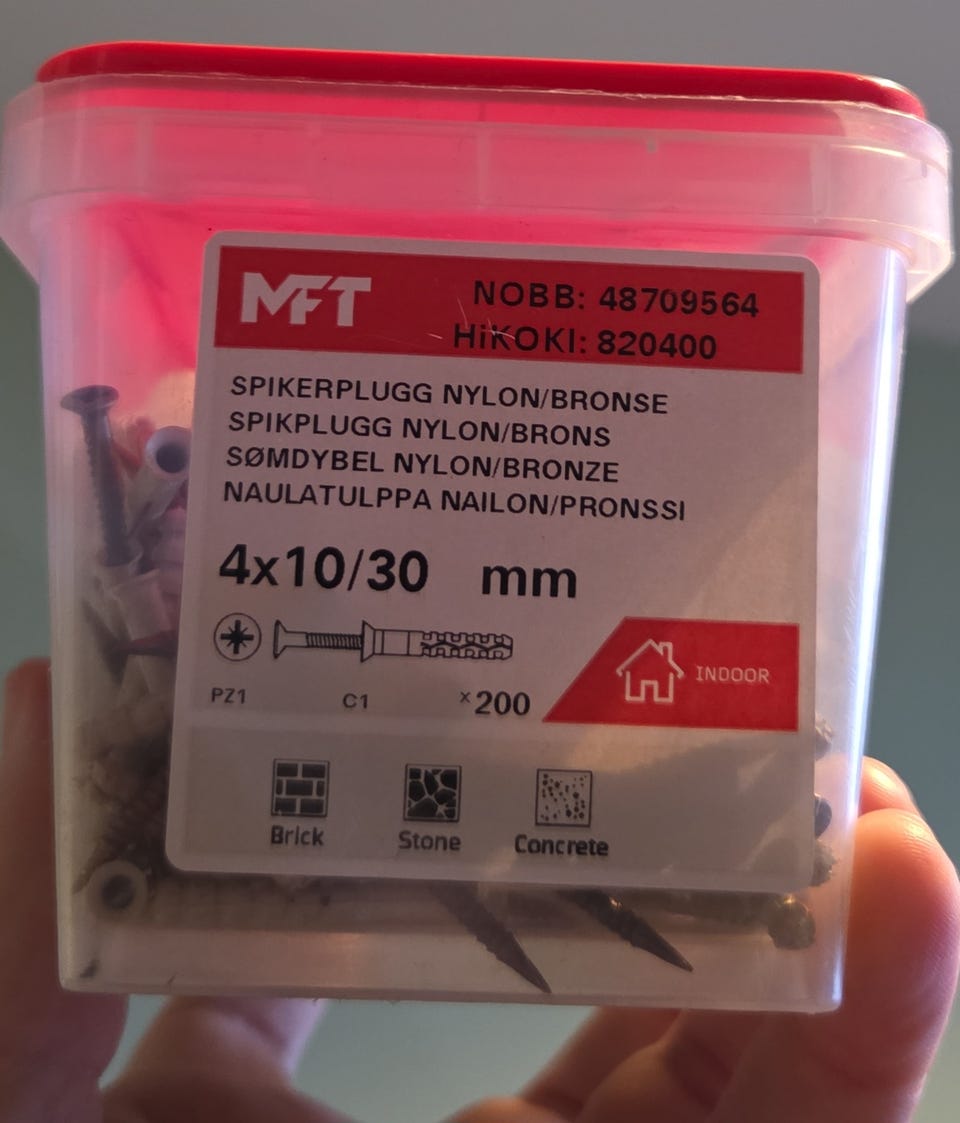 MFT
NOBB: 48709564
HiKOKI: 820400
SPIKERPLUGG NYLON/BRONSE
SPIKPLUGG NYLON/BRONS
SØMDYBEL NYLON/BRONZE
NAULATULPPA NAILON/PRONSSI
4x10/30 mm
INDOOR
PZ1 C1 x200
Brick Stone Concrete